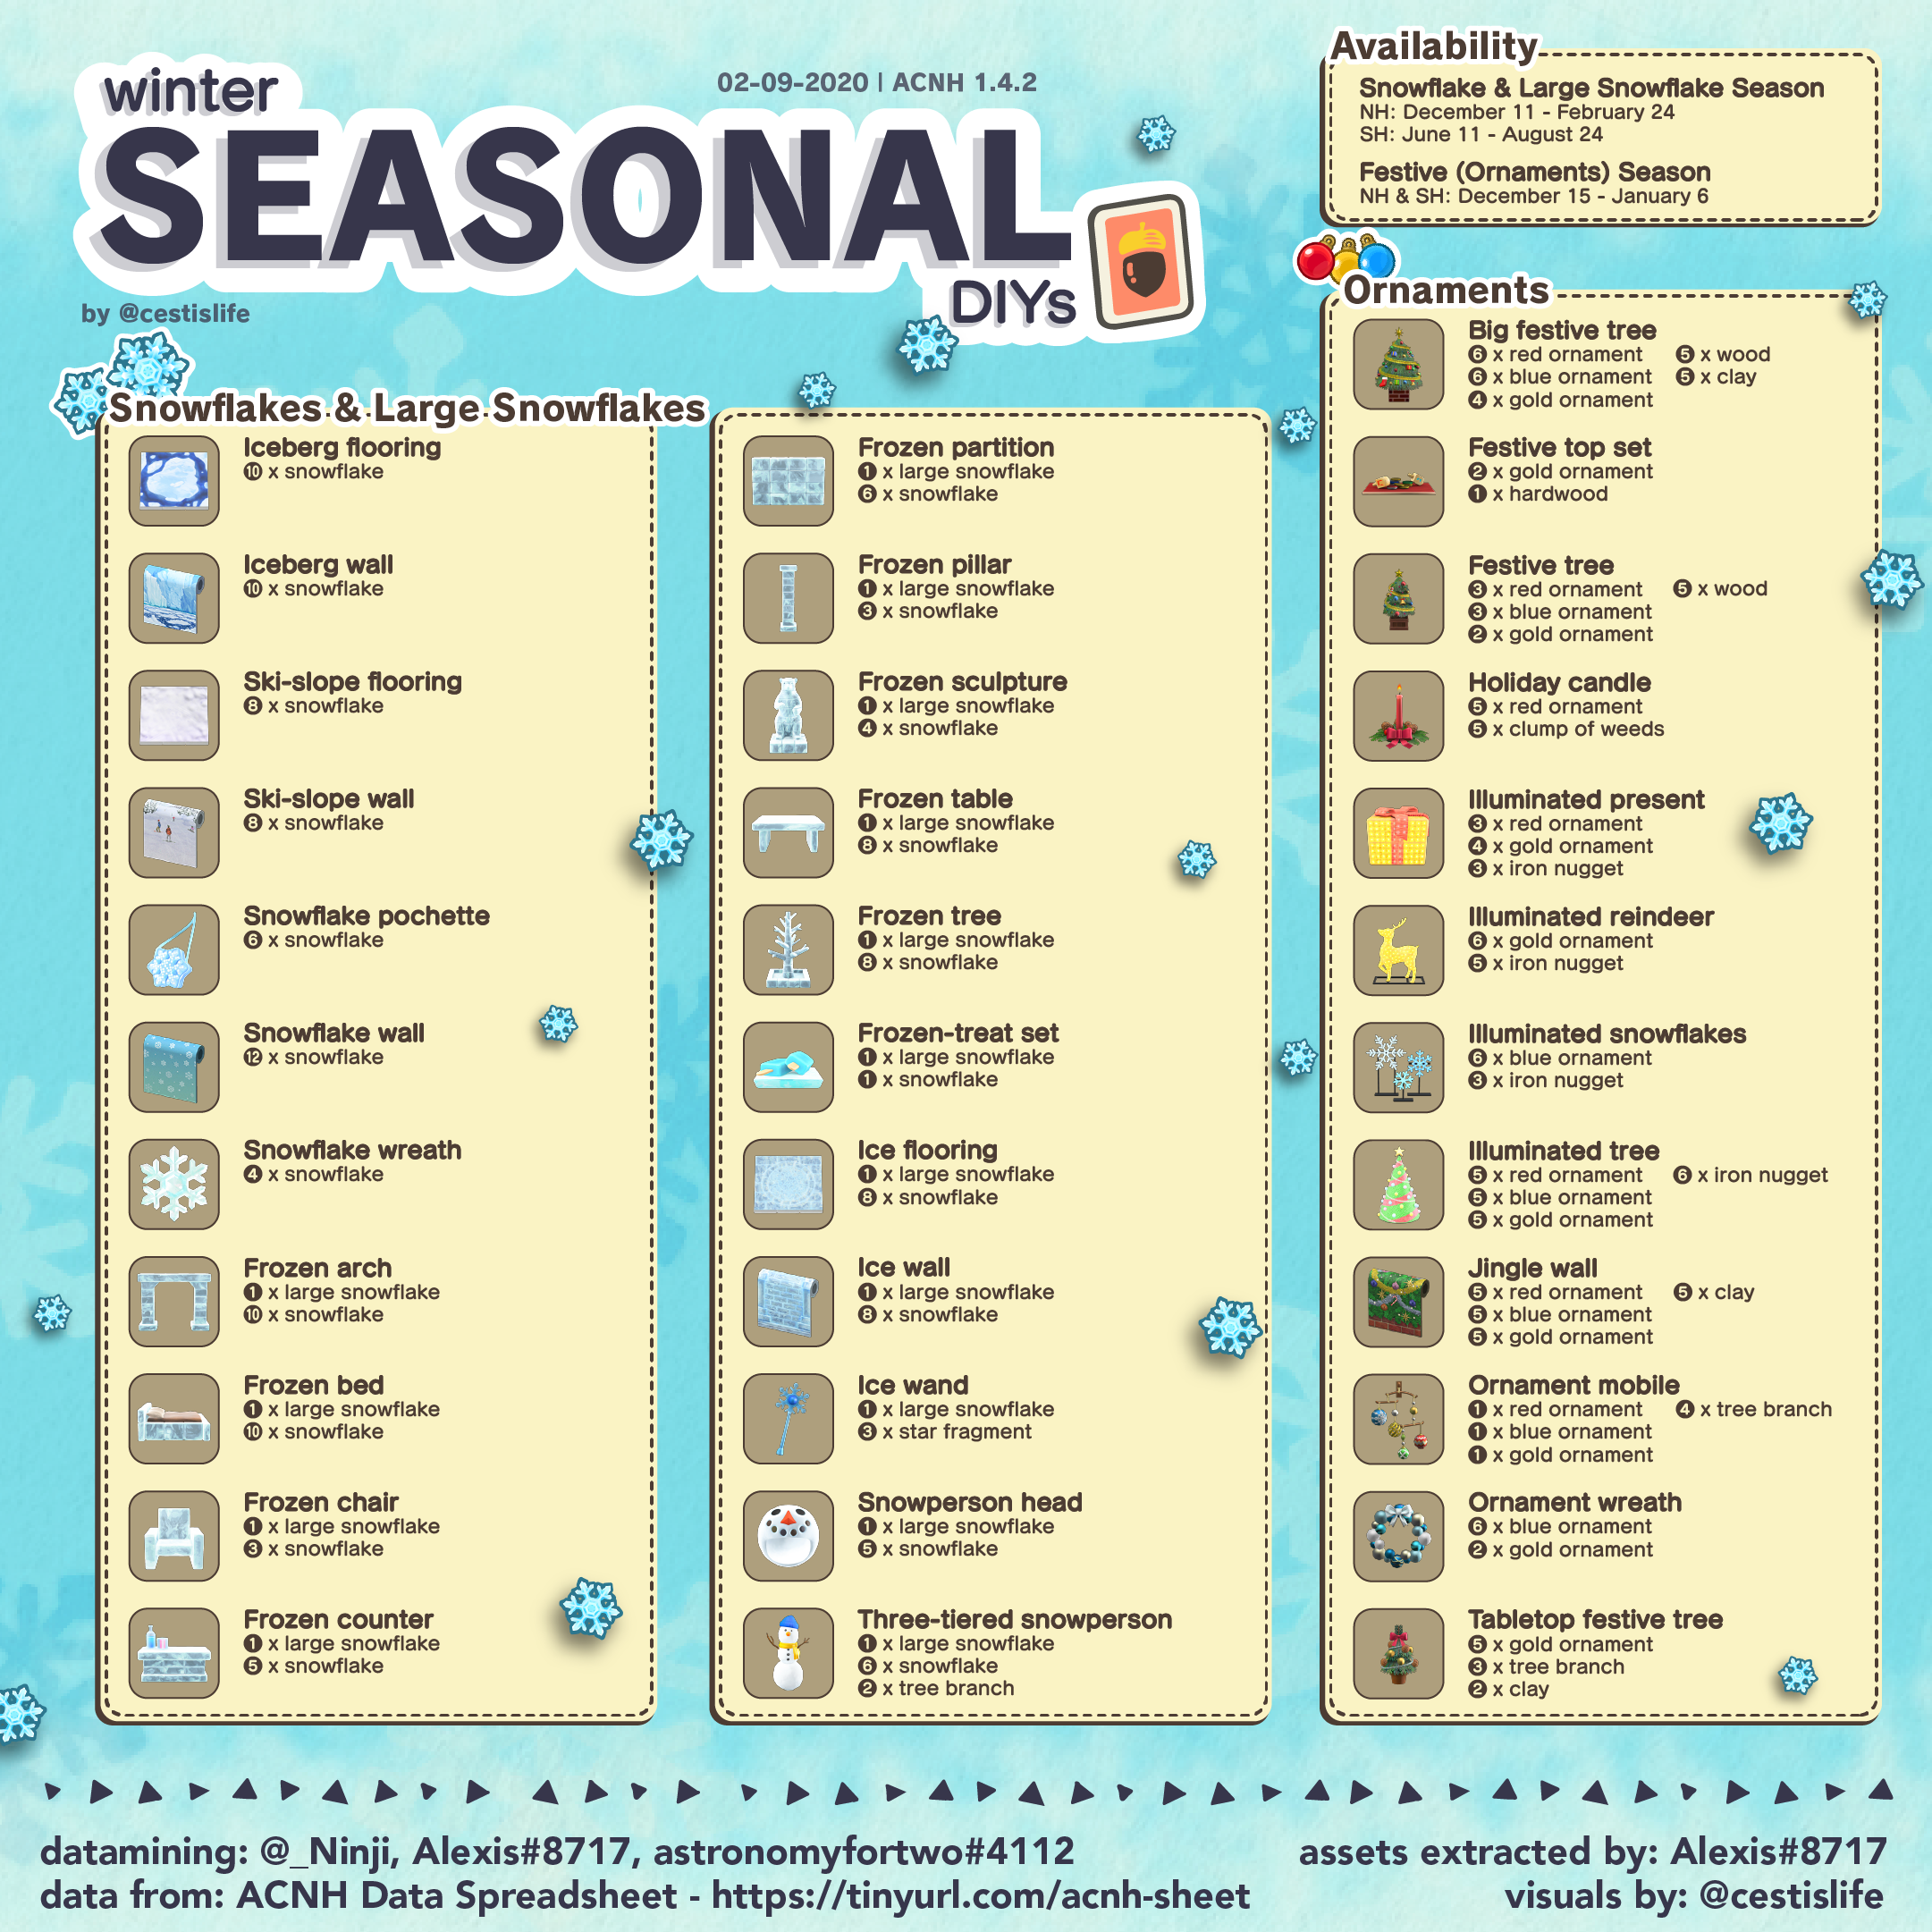 winter
SEASONAL
DIYs
02-09-2020 | ACNH 1.4.2
by @cestislife
Availability
Snowflake & Large Snowflake Season
NH: December 11 - February 24
SH: June 11 - August 24
Festive (Ornaments) Season
NH & SH: December 15 - January 6
Snowflakes & Large Snowflakes
Iceberg flooring
10 x snowflake
Iceberg wall
10 x snowflake
Ski-slope flooring
8 x snowflake
Ski-slope wall
8 x snowflake
Snowflake pochette
6 x snowflake
Snowflake wall
12 x snowflake
Snowflake wreath
4 x snowflake
Frozen arch
1 x large snowflake
10 x snowflake
Frozen bed
1 x large snowflake
10 x snowflake
Frozen chair
1 x large snowflake
3 x snowflake
Frozen counter
1 x large snowflake
5 x snowflake
Frozen partition
1 x large snowflake
6 x snowflake
Frozen pillar
1 x large snowflake
3 x snowflake
Frozen sculpture
1 x large snowflake
4 x snowflake
Frozen table
1 x large snowflake
8 x snowflake
Frozen tree
1 x large snowflake
8 x snowflake
Frozen-treat set
1 x large snowflake
1 x snowflake
Ice flooring
1 x large snowflake
8 x snowflake
Ice wall
1 x large snowflake
8 x snowflake
Ice wand
1 x large snowflake
3 x star fragment
Snowperson head
1 x large snowflake
5 x snowflake
Three-tiered snowperson
1 x large snowflake
6 x snowflake
2 x tree branch
Ornaments
Big festive tree
6 x red ornament 5 x wood
6 x blue ornament 5 x clay
4 x gold ornament
Festive top set
2 x gold ornament
1 x hardwood
Festive tree
3 x red ornament 5 x wood
3 x blue ornament
2 x gold ornament
Holiday candle
5 x red ornament
5 x clump of weeds
Illuminated present
3 x red ornament
4 x gold ornament
3 x iron nugget
Illuminated reindeer
6 x gold ornament
5 x iron nugget
Illuminated snowflakes
6 x blue ornament
3 x iron nugget
Illuminated tree
5 x red ornament 6 x iron nugget
5 x blue ornament
5 x gold ornament
Jingle wall
5 x red ornament 5 x clay
5 x blue ornament
5 x gold ornament
Ornament mobile
1 x red ornament 4 x tree branch
1 x blue ornament
1 x gold ornament
Ornament wreath
6 x blue ornament
2 x gold ornament
Tabletop festive tree
5 x gold ornament
3 x tree branch
2 x clay
datamining: @_Ninji, Alexis#8717, astronomyfortwo#4112
data from: ACNH Data Spreadsheet - https://tinyurl.com/acnh-sheet
assets extracted by: Alexis#8717
visuals by: @cestislife